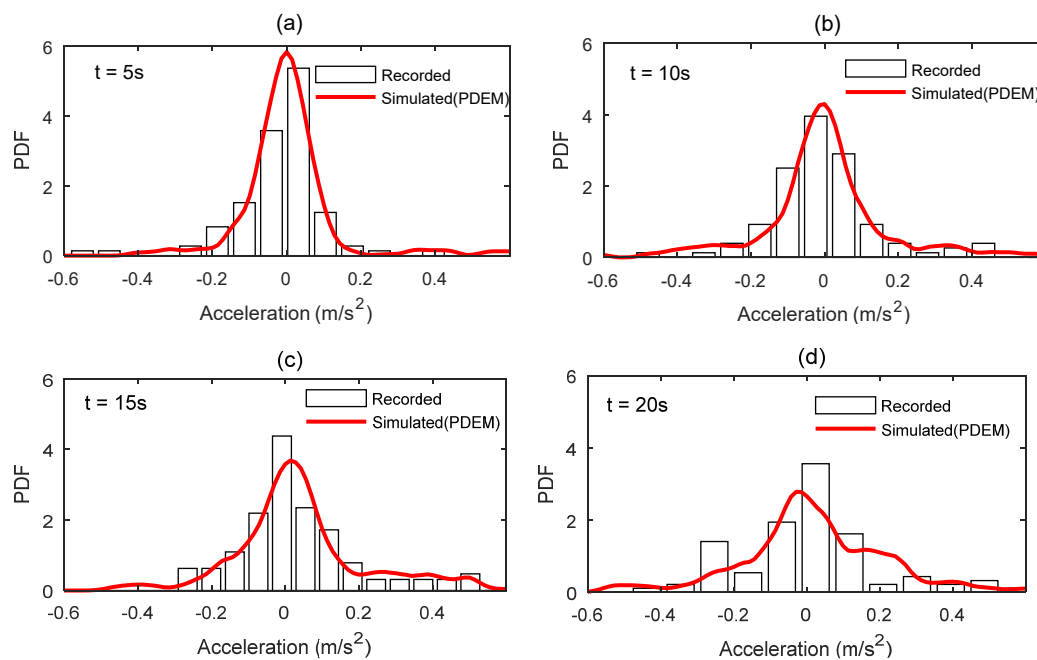 (a)
6
4
2
0
PDF
t = 5s
Recorded
Simulated(PDEM)
-0.6 -0.4 -0.2 0 0.2 0.4
Acceleration (m/s²)
(b)
6
4
2
0
PDF
t = 10s
Recorded
Simulated(PDEM)
-0.6 -0.4 -0.2 0 0.2 0.4
Acceleration (m/s²)
(c)
6
4
2
0
PDF
t = 15s
Recorded
Simulated(PDEM)
-0.6 -0.4 -0.2 0 0.2 0.4
Acceleration (m/s²)
(d)
6
4
2
0
PDF
t = 20s
Recorded
Simulated(PDEM)
-0.6 -0.4 -0.2 0 0.2 0.4
Acceleration (m/s²)